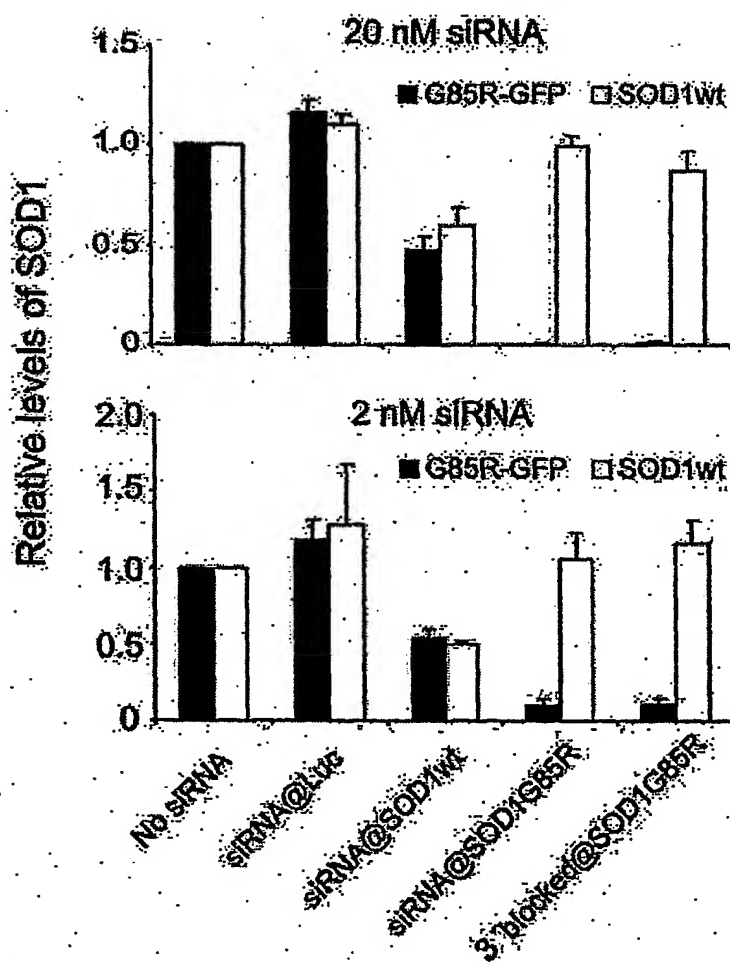 20 nM siRNA
G85R-GFP SOD1wt
1.5
1.0
0.5
0
Relative levels of SOD1
2 nM siRNA
G85R-GFP SOD1wt
2.0
1.5
1.0
0.5
0
No siRNA
siRNA@Luc
siRNA@SOD1wt
siRNA@SOD1G85R
3' blocked@SOD1G85R